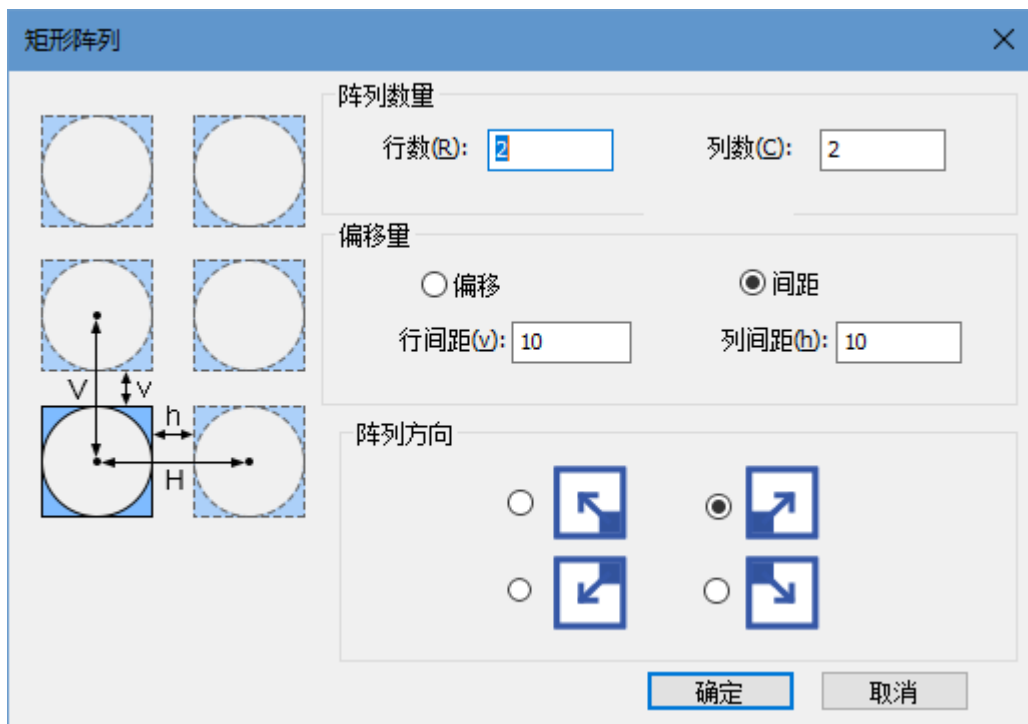 矩形阵列
阵列数量
行数(R): 2 列数(C): 2
偏移量
偏移 间距
行间距(v): 10 列间距(h): 10
V v
h
H
阵列方向
确定 取消